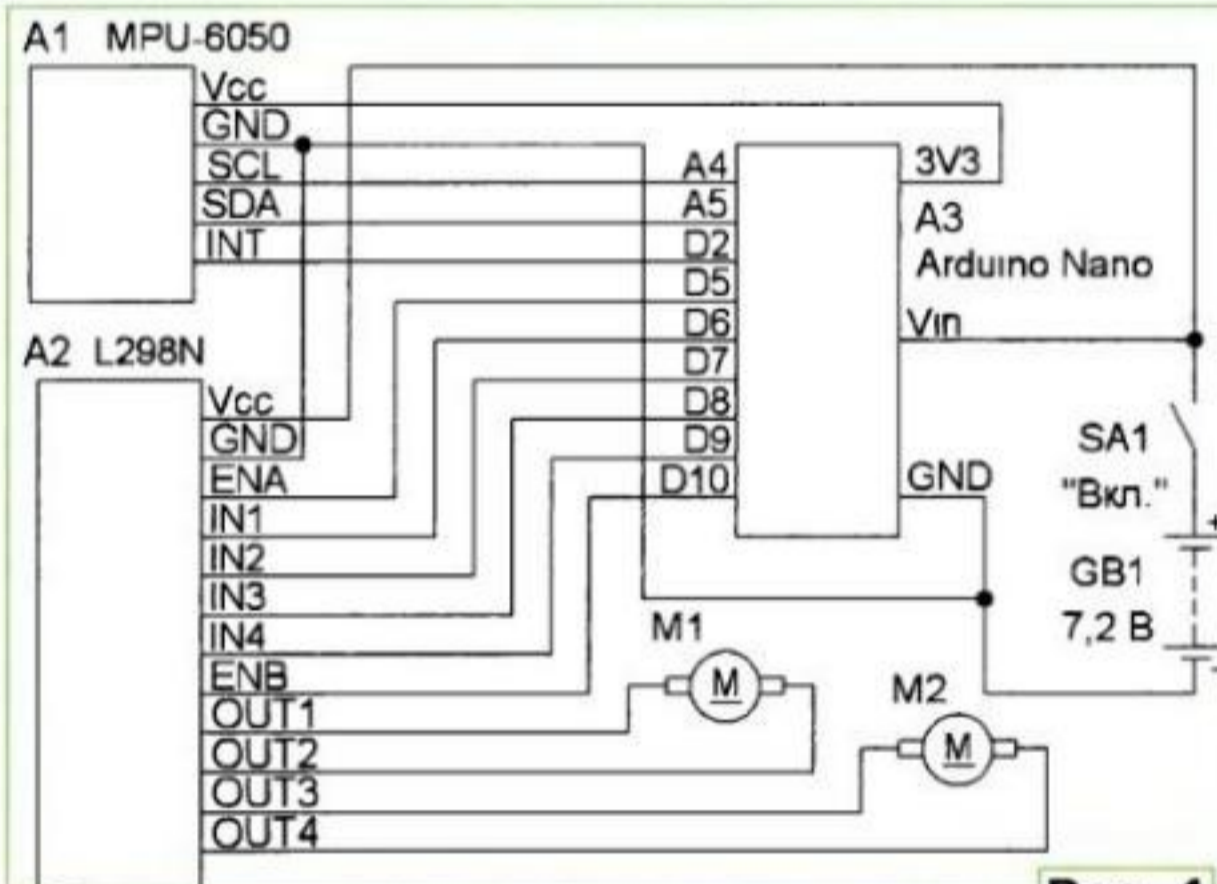 A1 MPU-6050
Vcc
GND
SCL
SDA
INT
A2 L298N
Vcc
GND
ENA
IN1
IN2
IN3
IN4
ENB
OUT1
OUT2
OUT3
OUT4
A4
A5
D2
D5
D6
D7
D8
D9
D10
3V3
A3
Arduino Nano
Vin
GND
SA1
"Вкл."
+
GB1
7,2 В
-
M1
M
M2
M